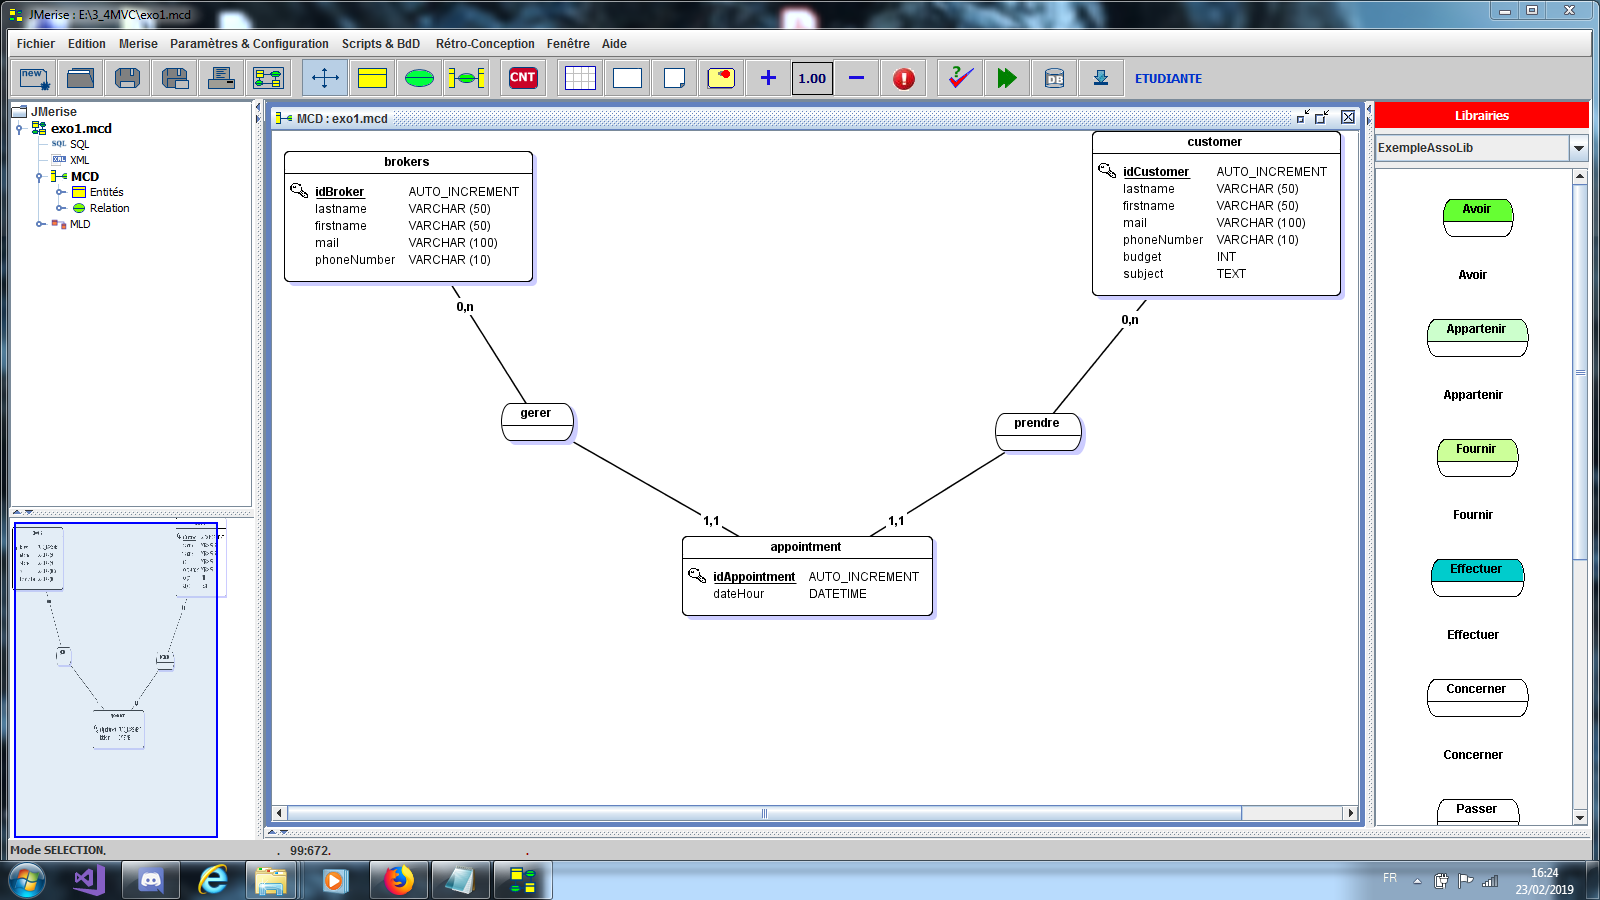 JMerise : E:\3_4MVC\exo1.mcd
Fichier Edition Merise Paramètres & Configuration Scripts & BdD Rétro-Conception Fenêtre Aide
new CNT 1.00 DB ETUDIANTE
JMerise
exo1.mcd
SQL SQL
XML XML
MCD
Entités
Relation
MLD
MCD : exo1.mcd
brokers
idBroker AUTO_INCREMENT
lastname VARCHAR (50)
firstname VARCHAR (50)
mail VARCHAR (100)
phoneNumber VARCHAR (10)
0,n
customer
idCustomer AUTO_INCREMENT
lastname VARCHAR (50)
firstname VARCHAR (50)
mail VARCHAR (100)
phoneNumber VARCHAR (10)
budget INT
subject TEXT
0,n
gerer
prendre
1,1
1,1
appointment
idAppointment AUTO_INCREMENT
dateHour DATETIME
Librairies
ExempleAssoLib
Avoir
Avoir
Appartenir
Appartenir
Fournir
Fournir
Effectuer
Effectuer
Concerner
Concerner
Passer
Mode SELECTION. . 99:672. .
FR
16:24
23/02/2019